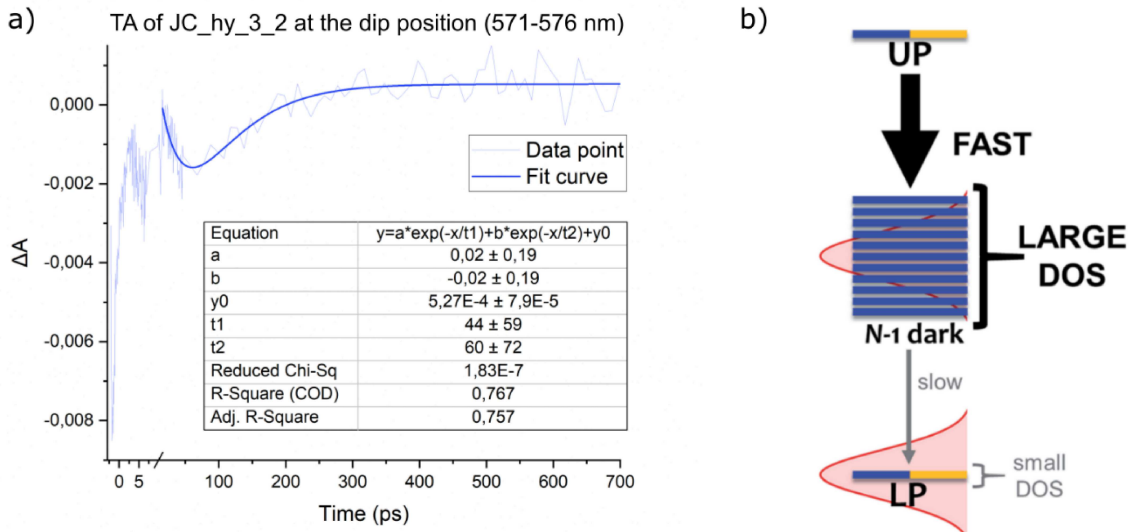 a)
TA of JC_hy_3_2 at the dip position (571-576 nm)
0,000
-0,002
-0,004
-0,006
-0,008
ΔA
Data point
Fit curve
Equation y=a*exp(-x/t1)+b*exp(-x/t2)+y0
a 0,02 ± 0,19
b -0,02 ± 0,19
y0 5,27E-4 ± 7,9E-5
t1 44 ± 59
t2 60 ± 72
Reduced Chi-Sq 1,83E-7
R-Square (COD) 0,767
Adj. R-Square 0,757
0 5 100 200 300 400 500 600 700
Time (ps)
b)
UP
FAST
LARGE
DOS
N-1 dark
slow
small
DOS
LP